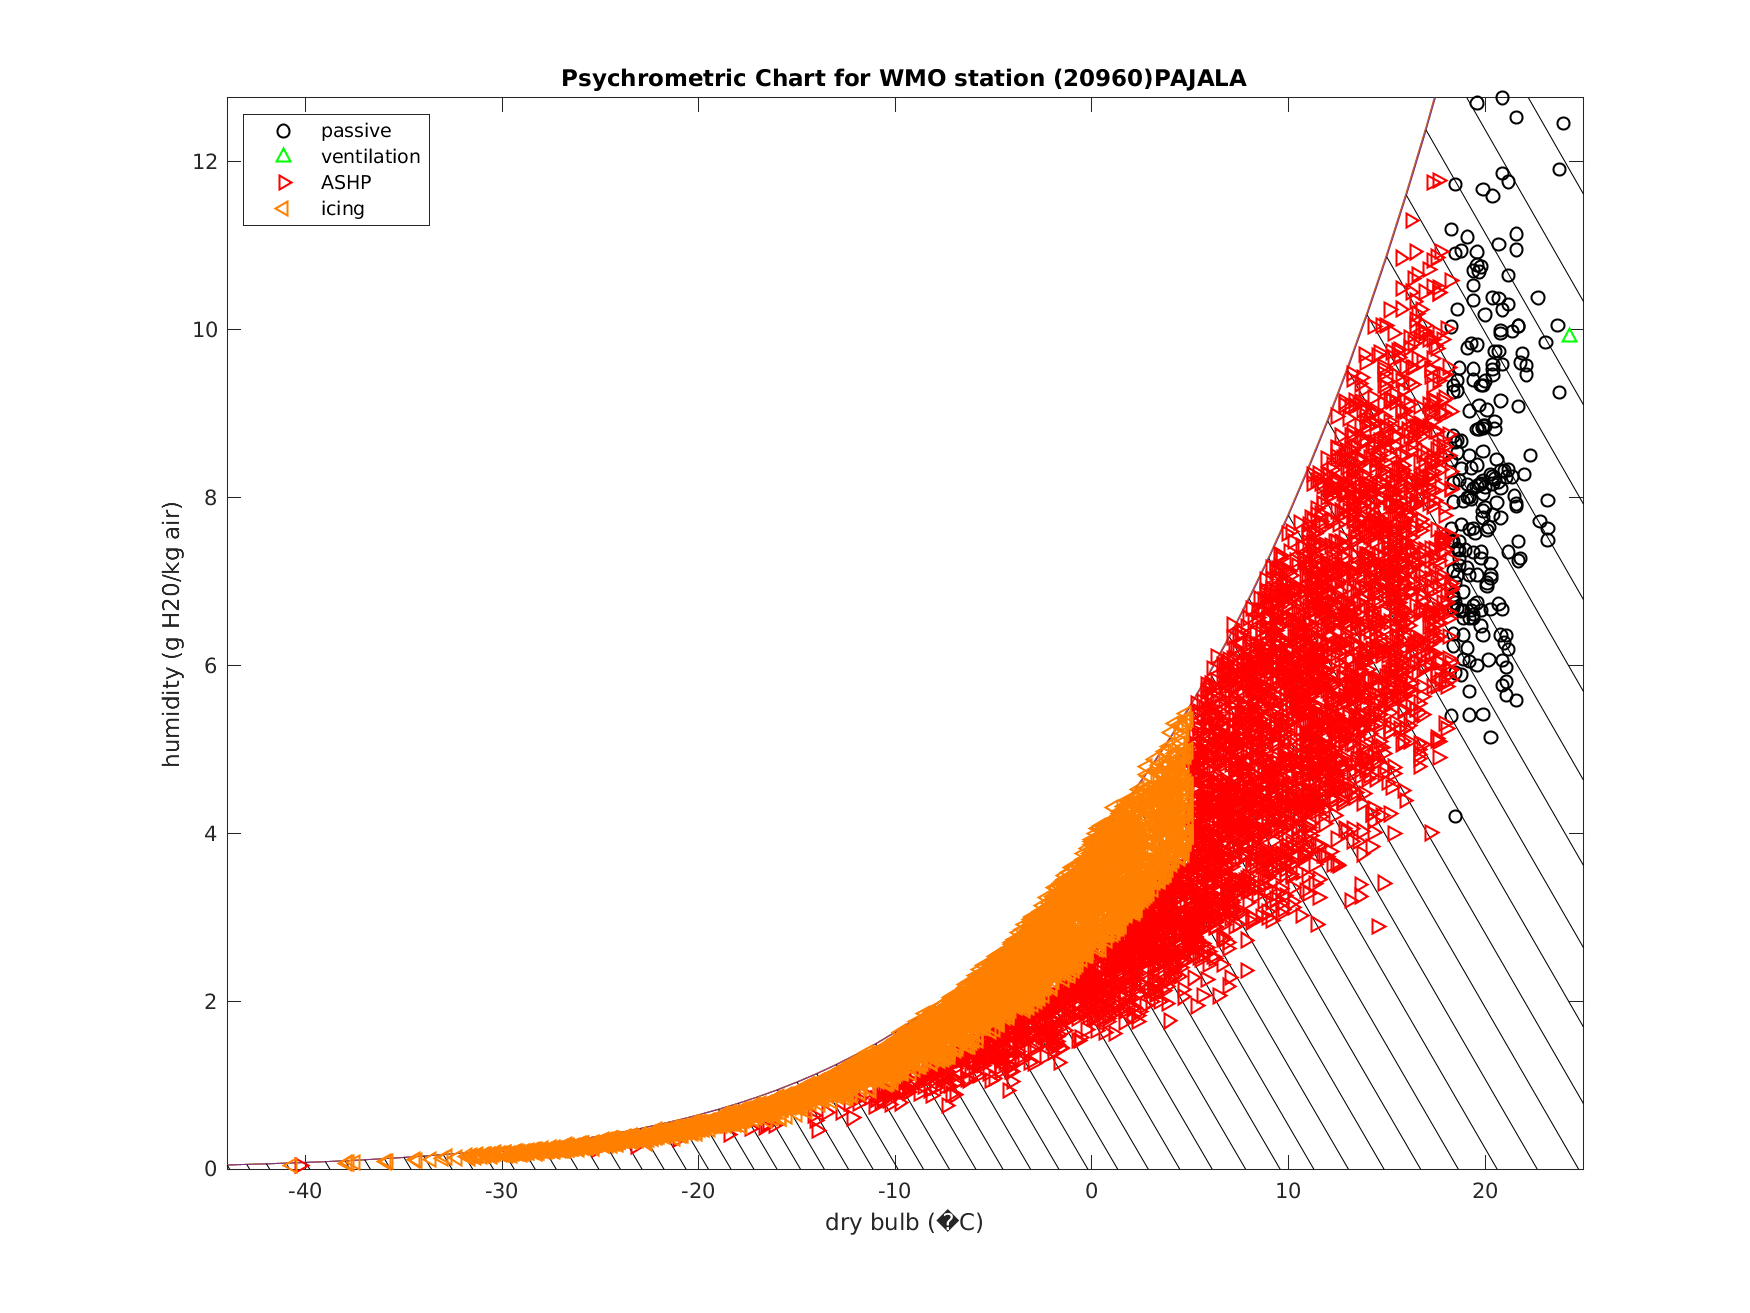 Psychrometric Chart for WMO station (20960)PAJALA
passive
ventilation
ASHP
icing
humidity (g H20/kg air)
12
10
8
6
4
2
0
-40 -30 -20 -10 0 10 20
dry bulb (�C)